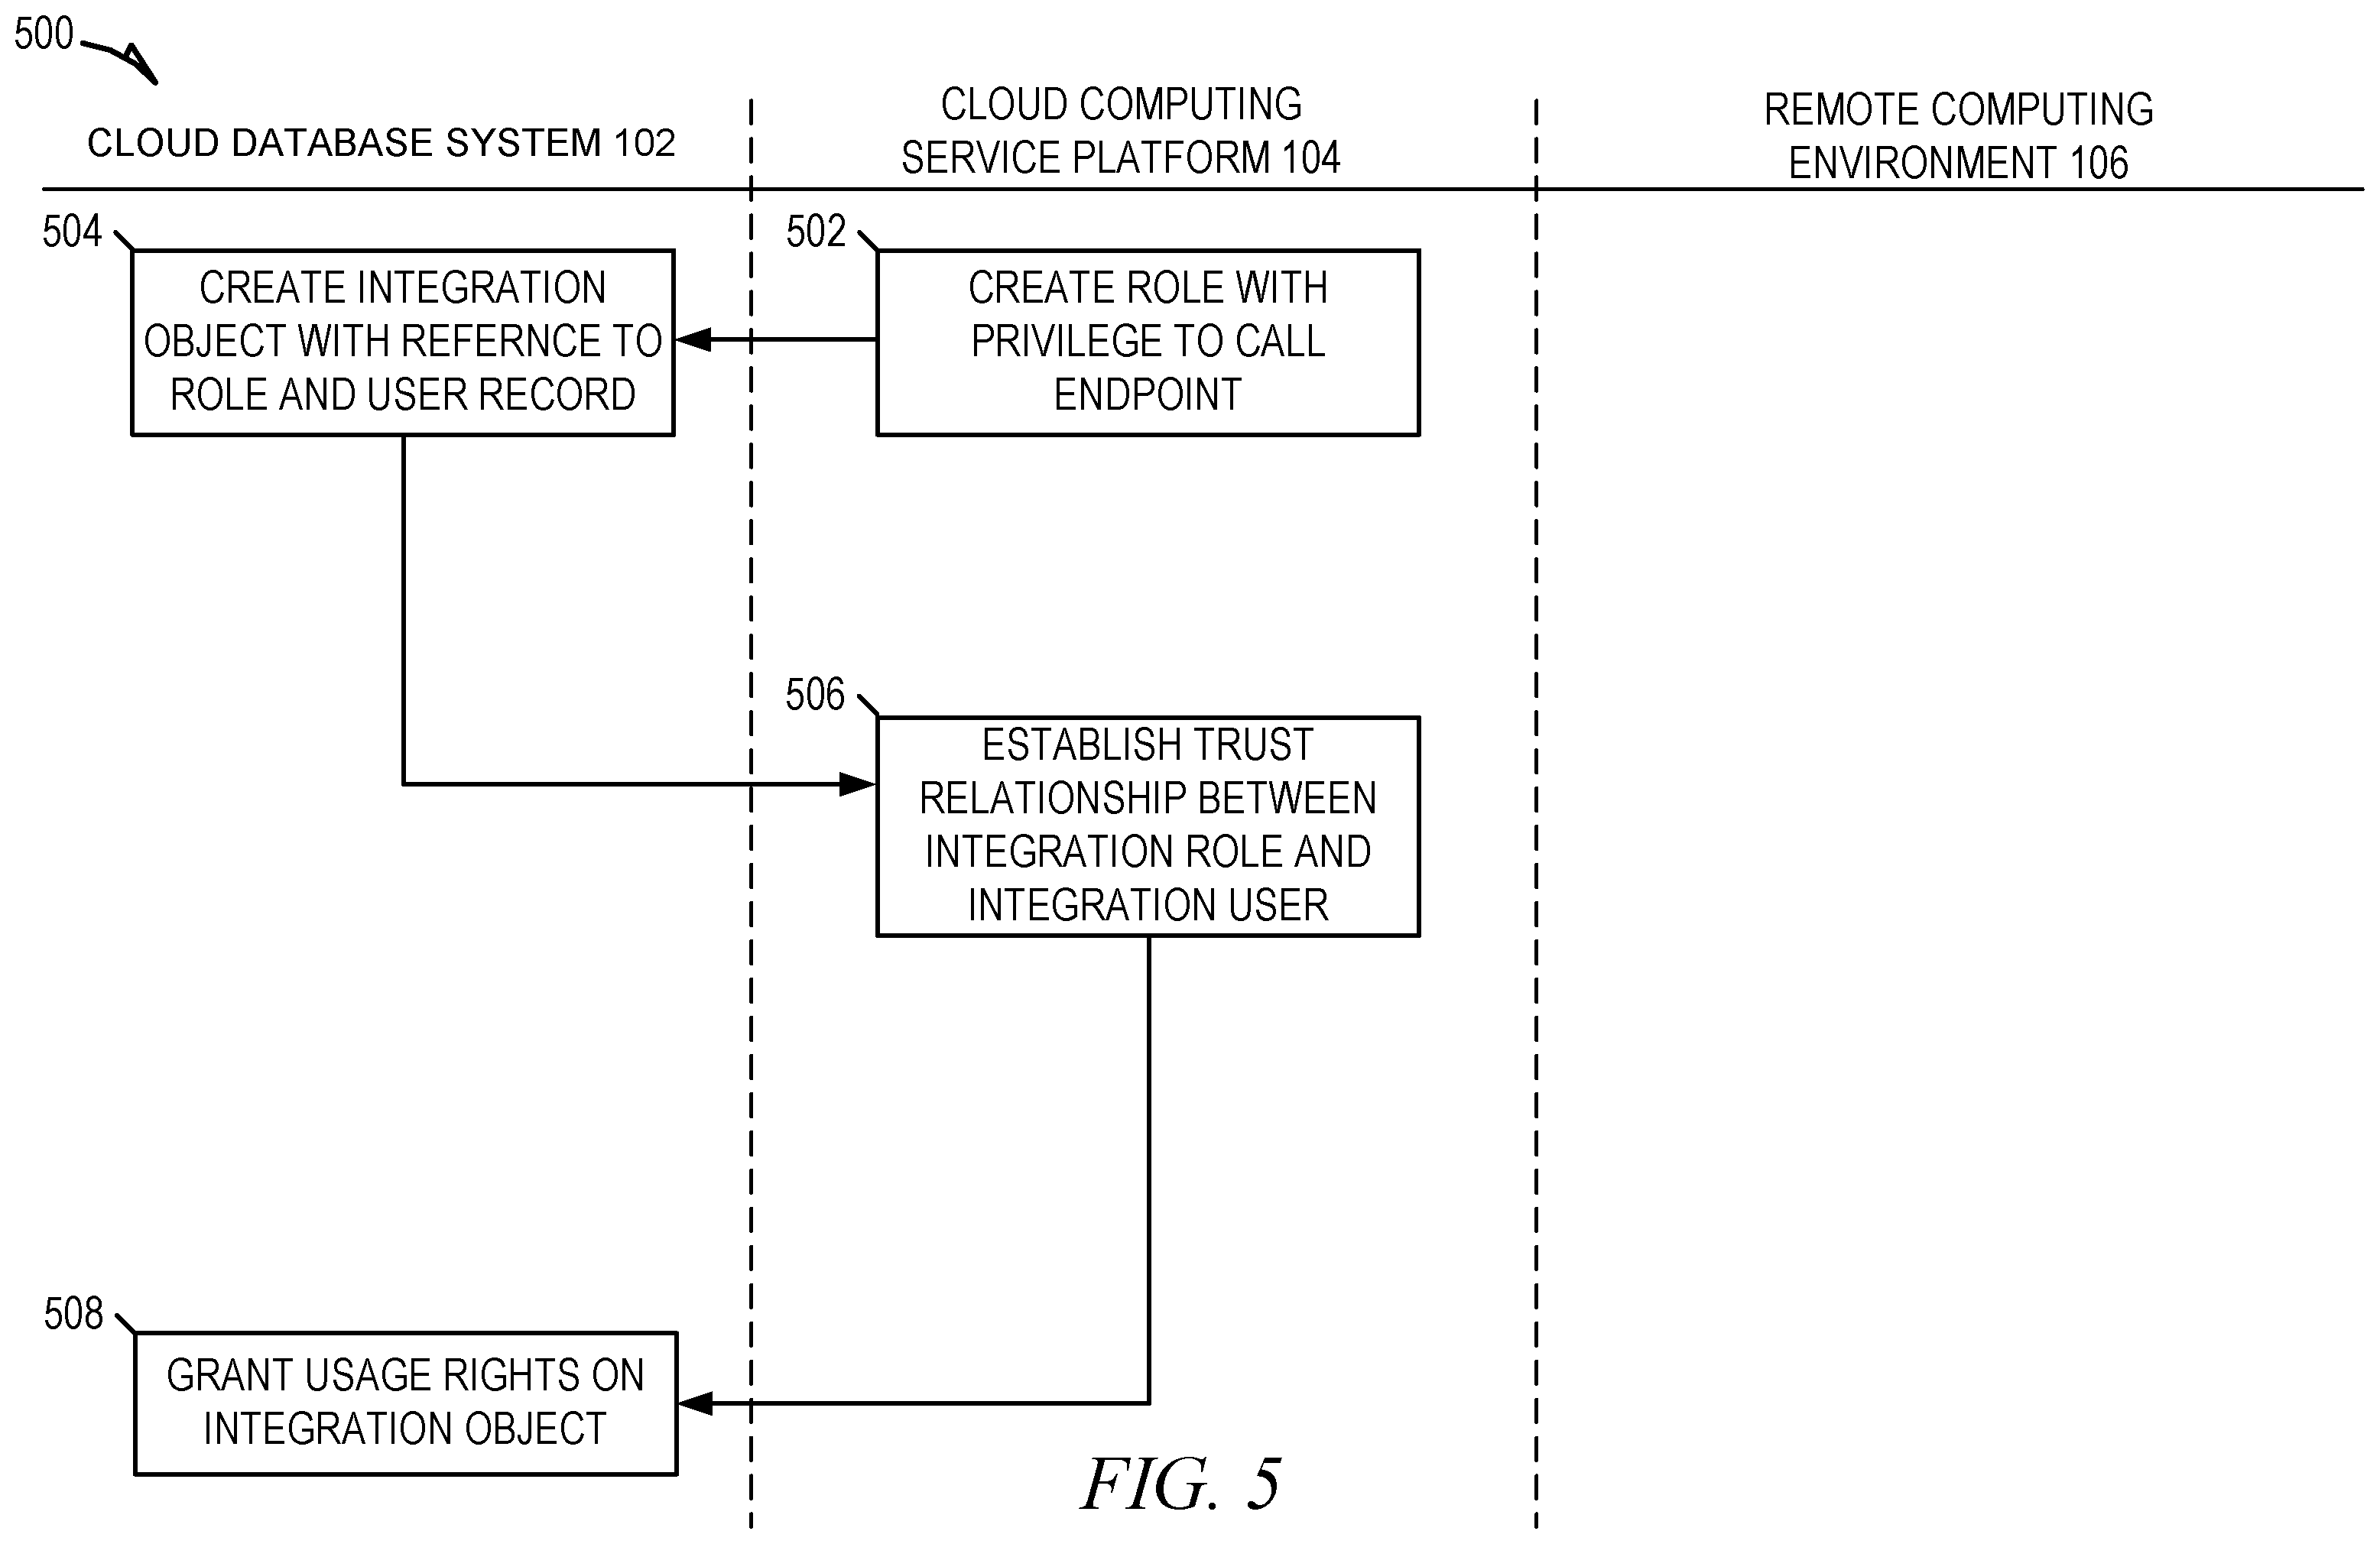 500
CLOUD DATABASE SYSTEM 102
CLOUD COMPUTING
SERVICE PLATFORM 104
REMOTE COMPUTING
ENVIRONMENT 106
504
CREATE INTEGRATION
OBJECT WITH REFERNCE TO
ROLE AND USER RECORD
502
CREATE ROLE WITH
PRIVILEGE TO CALL
ENDPOINT
506
ESTABLISH TRUST
RELATIONSHIP BETWEEN
INTEGRATION ROLE AND
INTEGRATION USER
508
GRANT USAGE RIGHTS ON
INTEGRATION OBJECT
FIG. 5